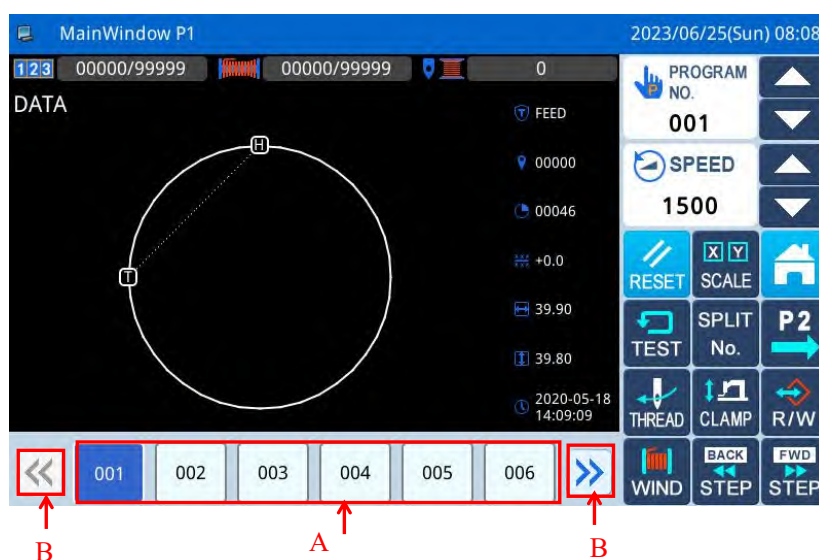 MainWindow P1
2023/06/25(Sun) 08:08
123 00000/99999 00000/99999 0
DATA
FEED
00000
00046
+0.0
39.90
39.80
2020-05-18
14:09:09
H
T
P
PROGRAM
NO.
001
SPEED
1500
RESET
X Y
SCALE
TEST
SPLIT
No.
P2
THREAD
CLAMP
R/W
WIND
BACK
STEP
FWD
STEP
001 002 003 004 005 006
B
A
B